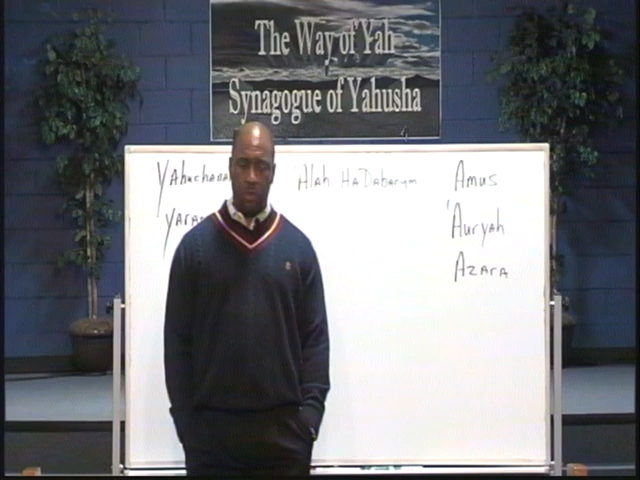 The Way of Yah
Synagogue of Yahusha
'Alah HaDabarym
Amus
'Auryah
Azara